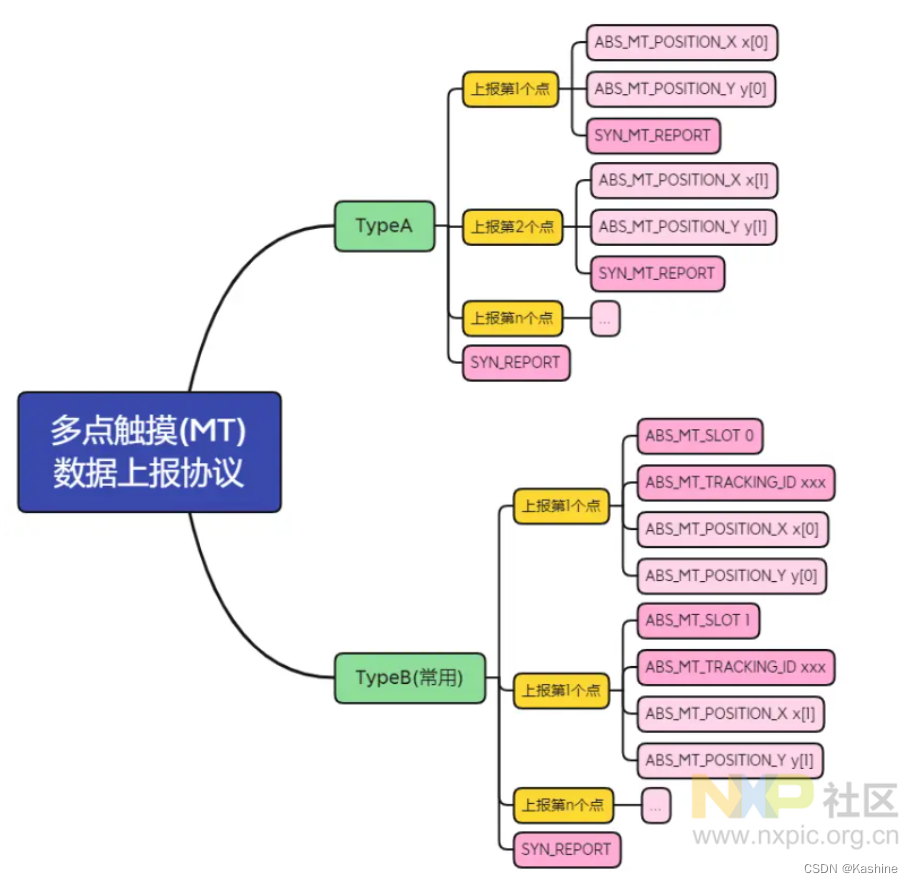 多点触摸(MT)
数据上报协议
TypeA
上报第1个点
ABS_MT_POSITION_X x[0]
ABS_MT_POSITION_Y y[0]
SYN_MT_REPORT
上报第2个点
ABS_MT_POSITION_X x[1]
ABS_MT_POSITION_Y y[1]
SYN_MT_REPORT
上报第n个点
...
SYN_REPORT
TypeB(常用)
上报第1个点
ABS_MT_SLOT 0
ABS_MT_TRACKING_ID xxx
ABS_MT_POSITION_X x[0]
ABS_MT_POSITION_Y y[0]
上报第1个点
ABS_MT_SLOT 1
ABS_MT_TRACKING_ID xxx
ABS_MT_POSITION_X x[1]
ABS_MT_POSITION_Y y[1]
上报第n个点
...
SYN_REPORT
NXP社区
www.nxpic.org.cn
CSDN @Kashine